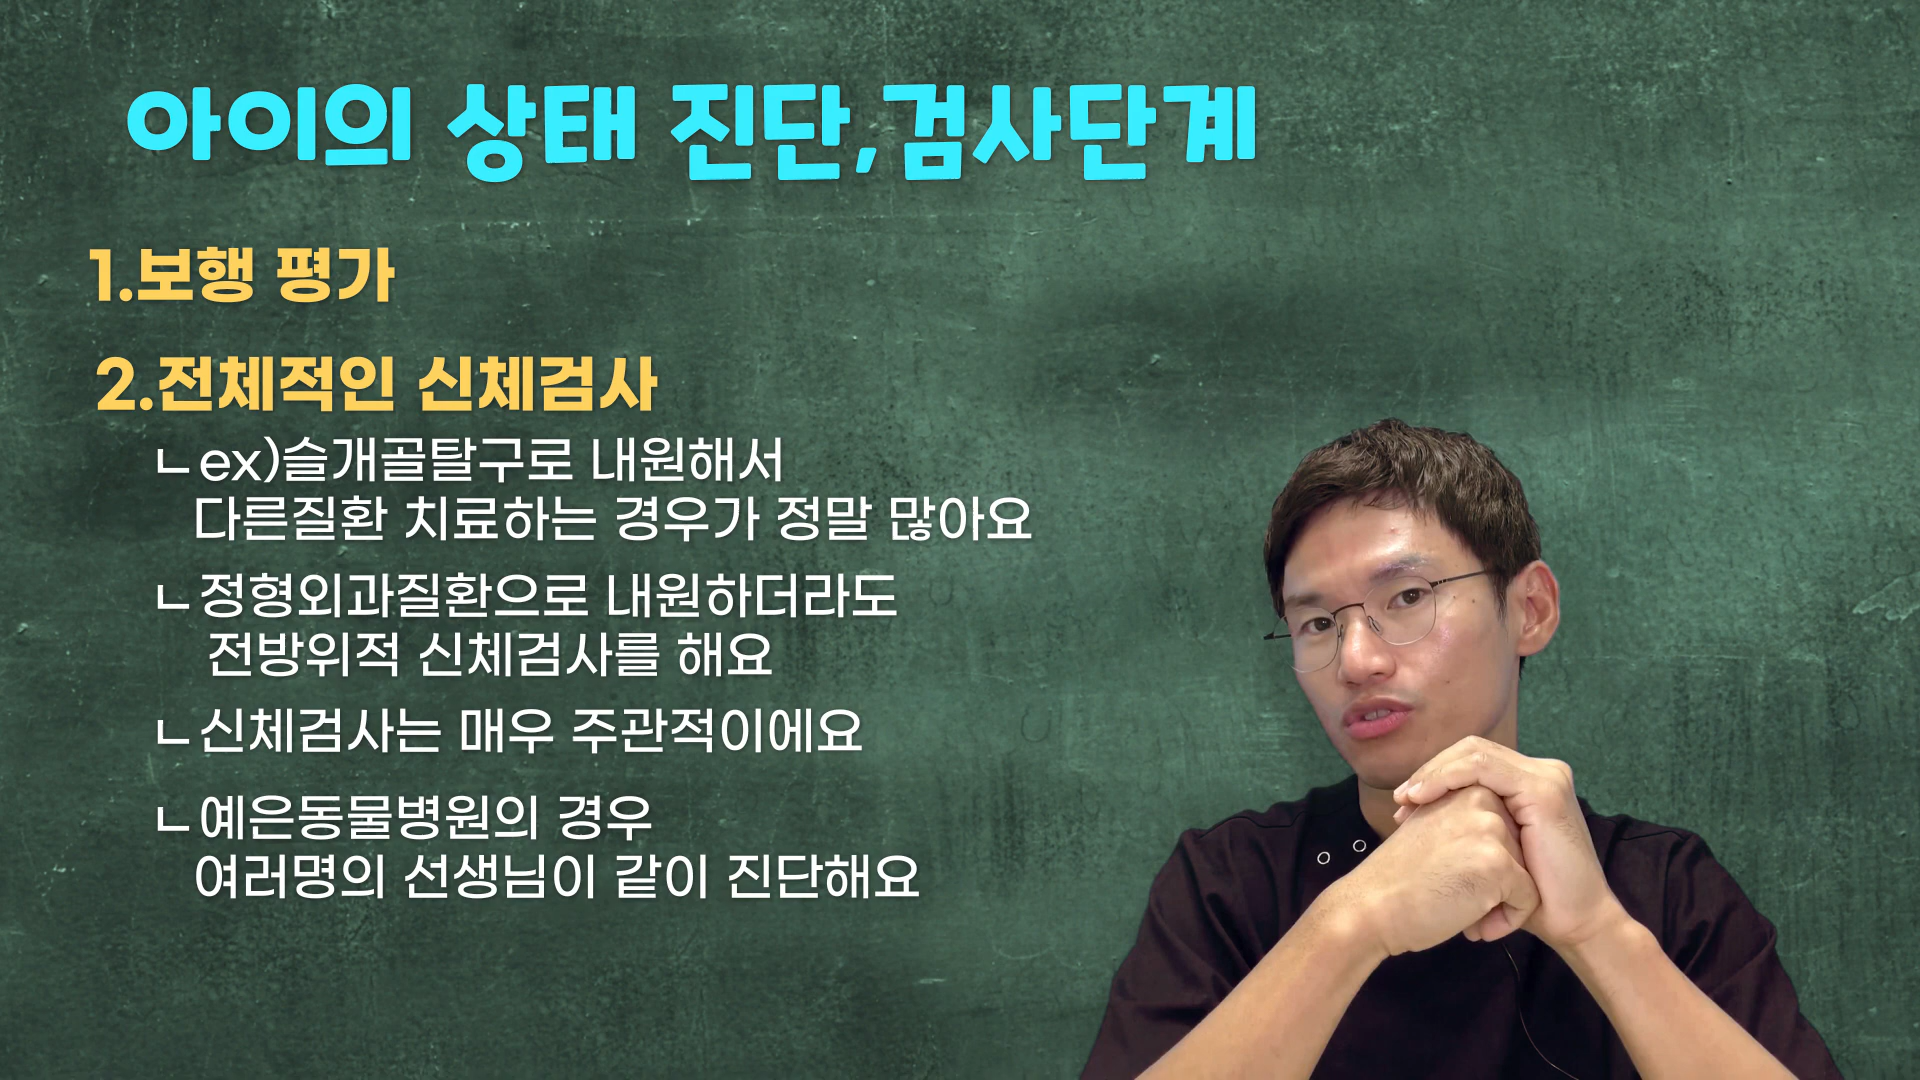 아이의 상태 진단,검사단계
1.보행 평가
2.전체적인 신체검사
ㄴex)슬개골탈구로 내원해서
다른질환 치료하는 경우가 정말 많아요
ㄴ정형외과질환으로 내원하더라도
전방위적 신체검사를 해요
ㄴ신체검사는 매우 주관적이에요
ㄴ예은동물병원의 경우
여러명의 선생님이 같이 진단해요